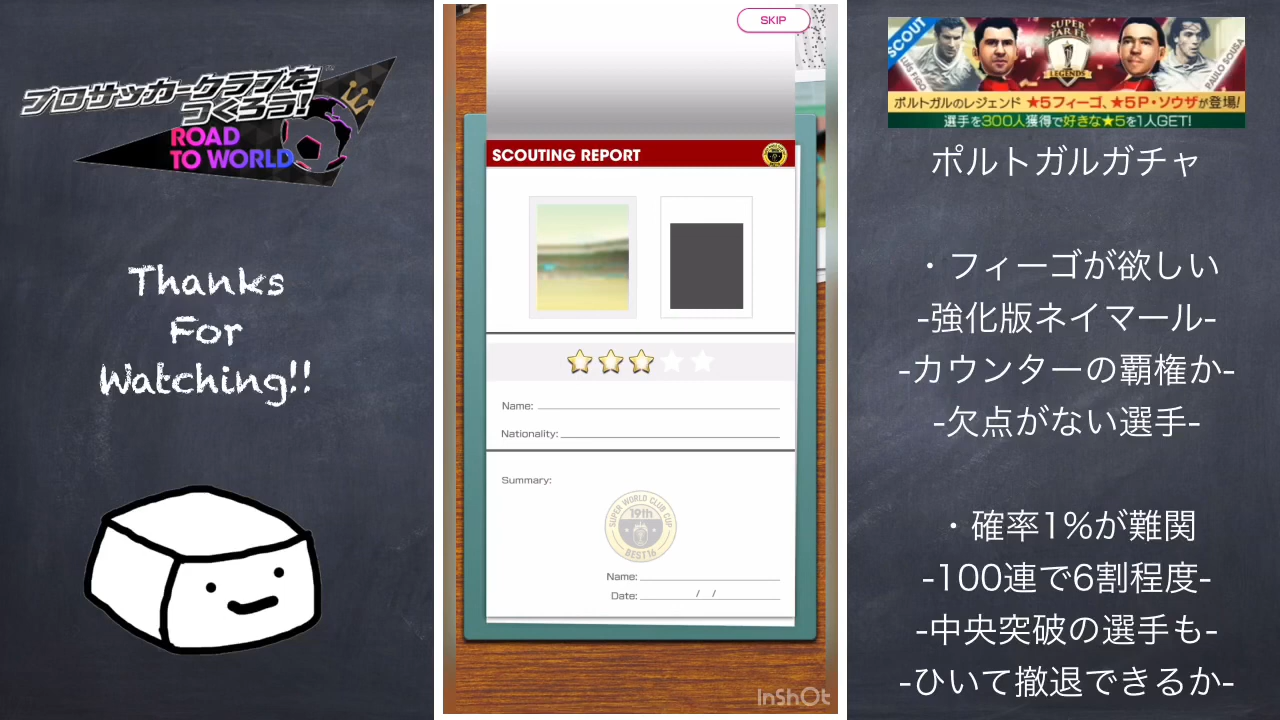 プロサッカークラブを
つくろう!
ROAD
TO WORLD
Thanks
For
Watching!!
SKIP
SCOUTING REPORT
Name:
Nationality:
Summary:
SUPER WORLD CLUB CUP
19th
BEST16
Name:
Date: / /
InShOt
SCOUT
LUIS FIGO
SUPER
STARTER
LEGENDS
PAULO SOUSA
ポルトガルのレジェンド ★5フィーゴ、★5P・ソウザが登場!
選手を300人獲得で好きな★5を1人GET!
ポルトガルガチャ
・フィーゴが欲しい
-強化版ネイマール-
-カウンターの覇権か-
-欠点がない選手-
・確率1%が難関
-100連で6割程度-
-中央突破の選手も-
-ひいて撤退できるか-